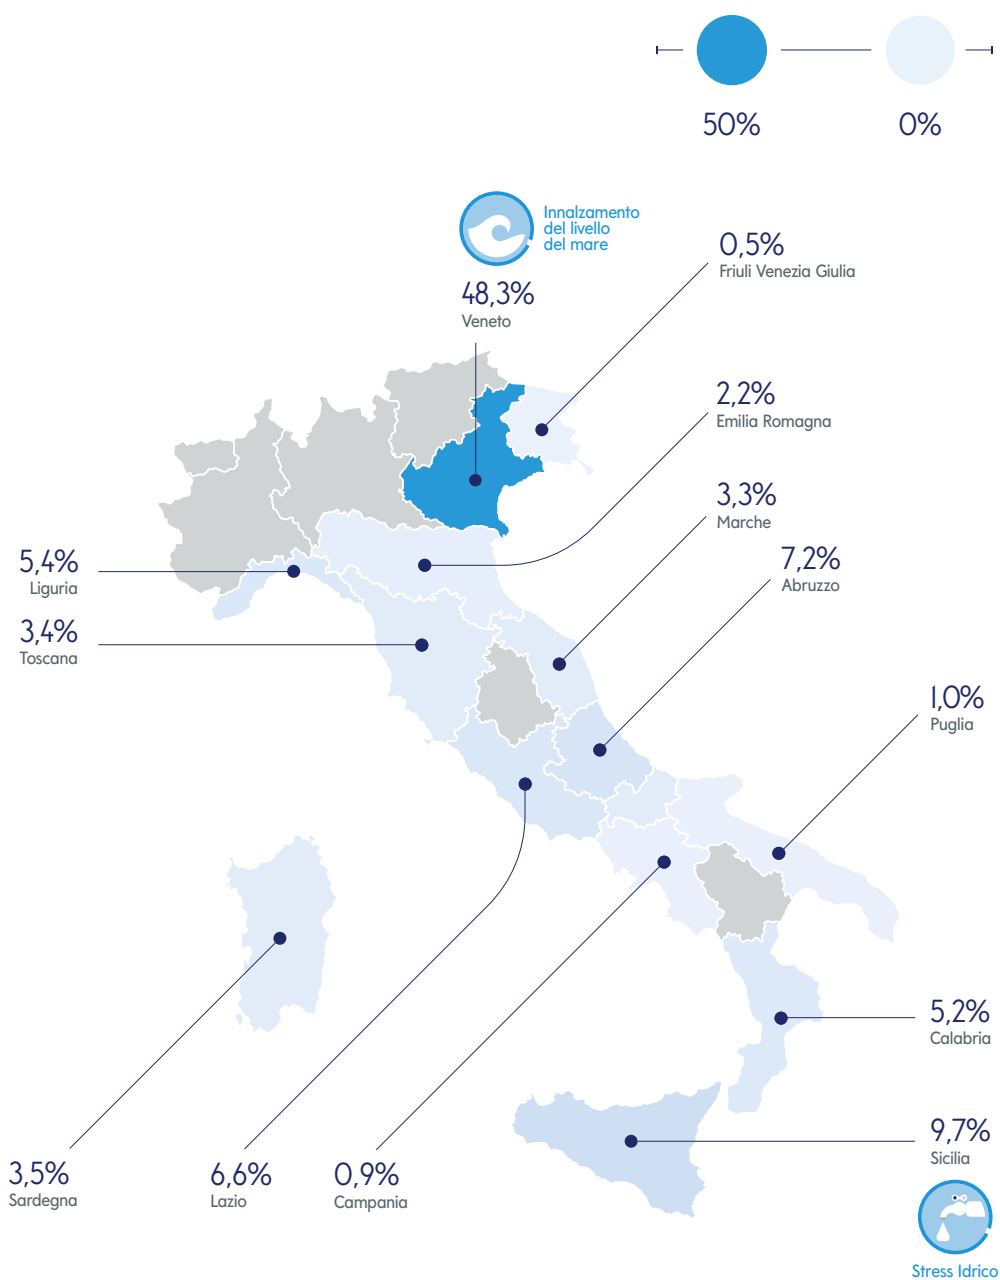 50%
0%
Innalzamento
del livello
del mare
48,3%
Veneto
0,5%
Friuli Venezia Giulia
2,2%
Emilia Romagna
3,3%
Marche
7,2%
Abruzzo
5,4%
Liguria
3,4%
Toscana
1,0%
Puglia
5,2%
Calabria
9,7%
Sicilia
3,5%
Sardegna
6,6%
Lazio
0,9%
Campania
Stress Idrico